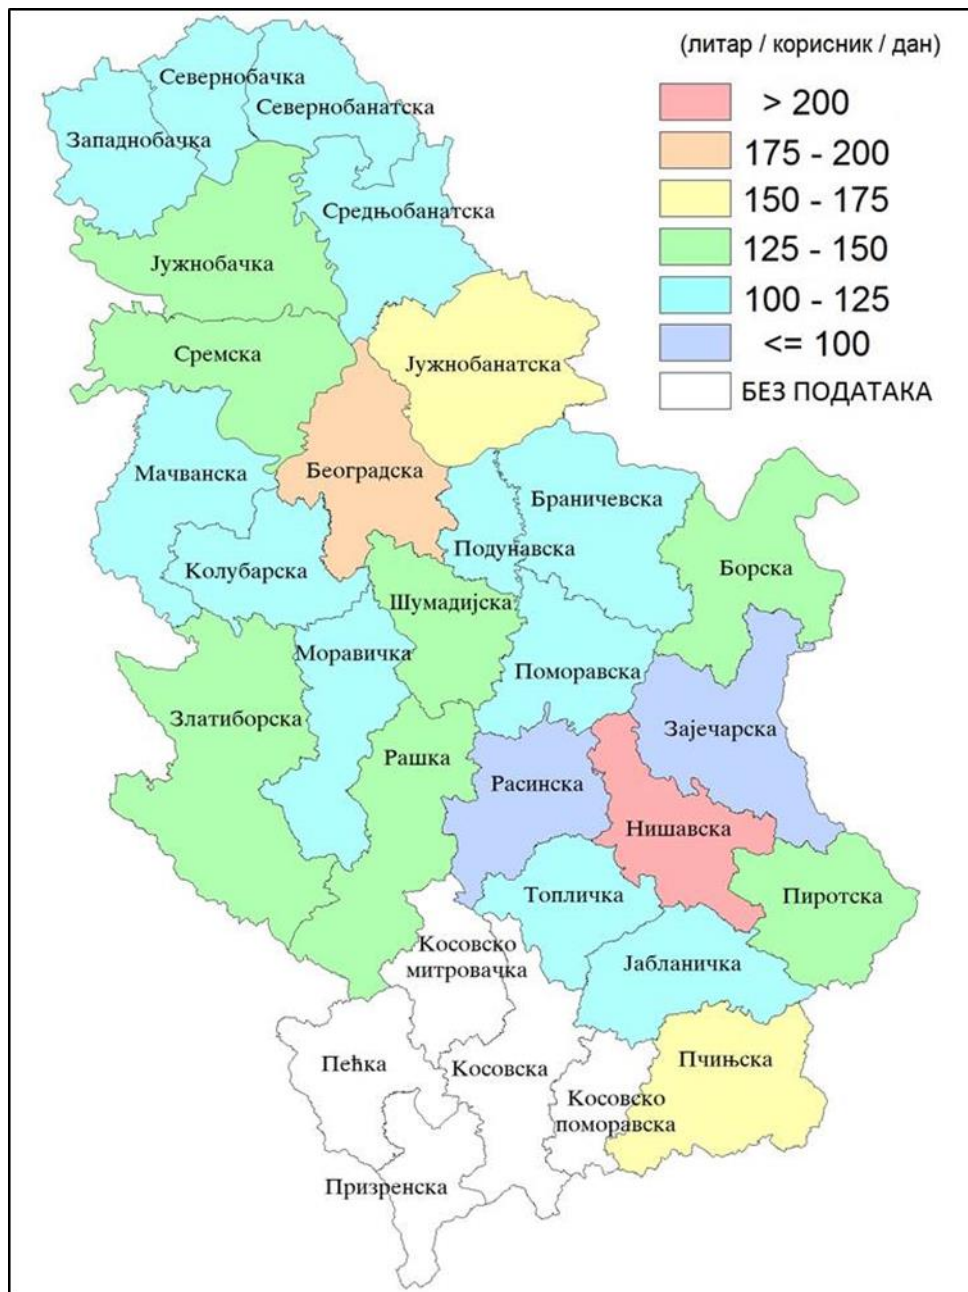 (литар / корисник / дан)
> 200
175 - 200
150 - 175
125 - 150
100 - 125
<= 100
БЕЗ ПОДАТАКА
Севернобачка
Севернобанатска
Западнобачка
Средњобанатска
Јужнобачка
Сремска
Јужнобанатска
Мачванска
Београдска
Браничевска
Подунавска
Колубарска
Борска
Шумадијска
Моравичка
Поморавска
Златиборска
Зајечарска
Рашка
Расинска
Нишавска
Топличка
Пиротска
Косовско
митровачка
Јабланичка
Пећка
Косовска
Пчињска
Косовско
поморавска
Призренска